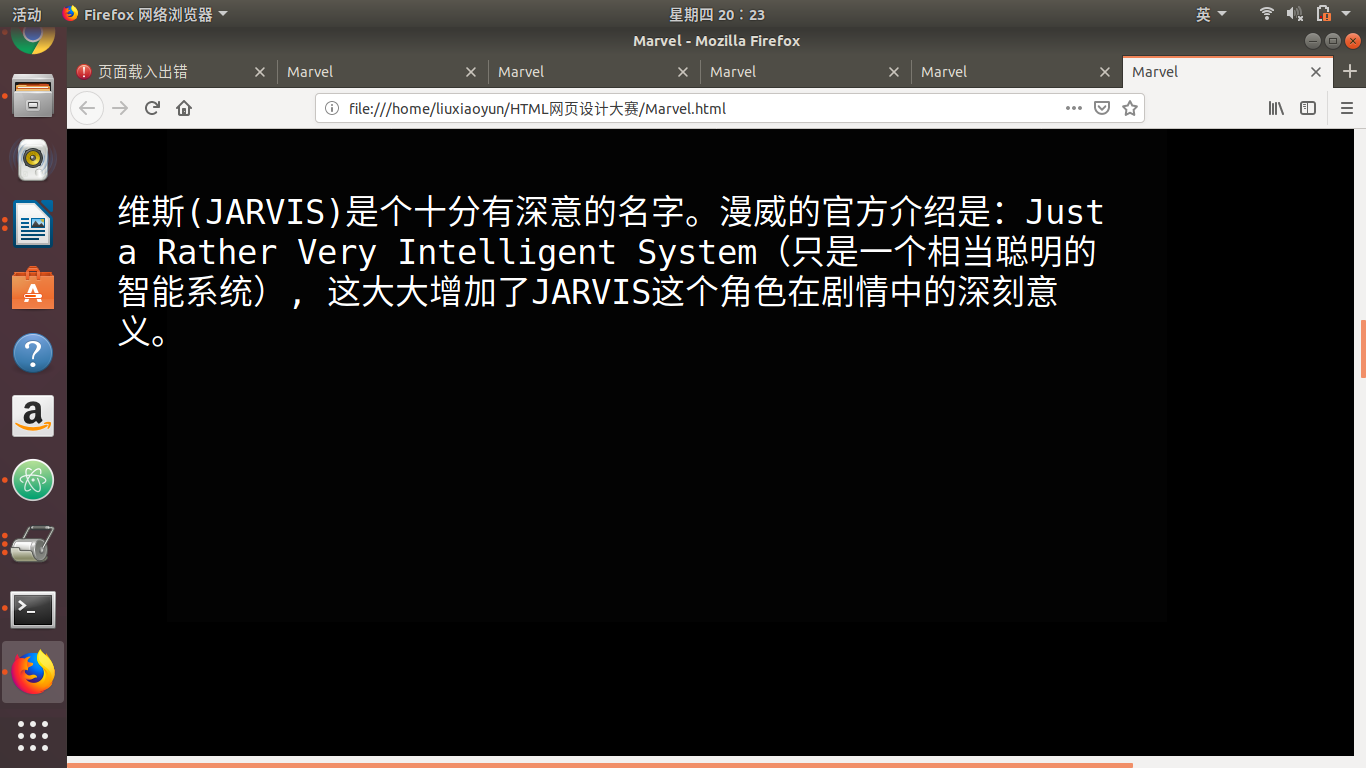 活动 Firefox 网络浏览器 星期四 20：23 英
Marvel - Mozilla Firefox
页面载入出错 Marvel Marvel Marvel Marvel Marvel
file:///home/liuxiaoyun/HTML网页设计大赛/Marvel.html
维斯(JARVIS)是个十分有深意的名字。漫威的官方介绍是：Just
a Rather Very Intelligent System（只是一个相当聪明的
智能系统）, 这大大增加了JARVIS这个角色在剧情中的深刻意
义。